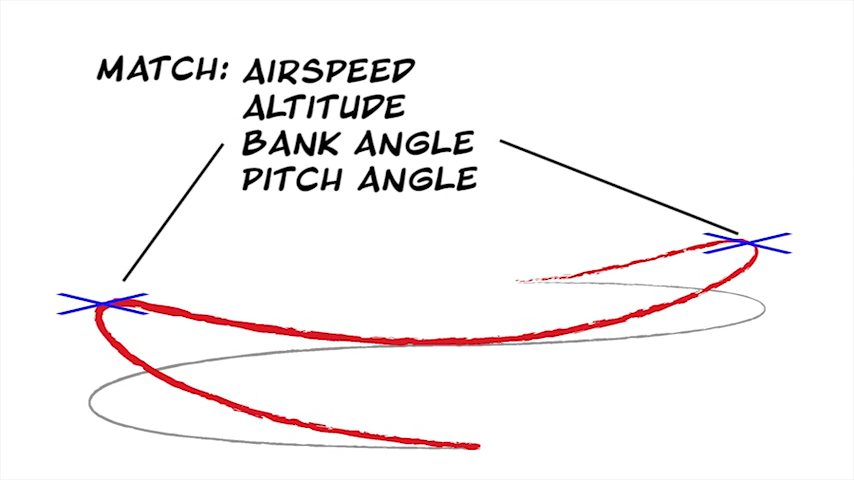 MATCH: AIRSPEED
ALTITUDE
BANK ANGLE
PITCH ANGLE